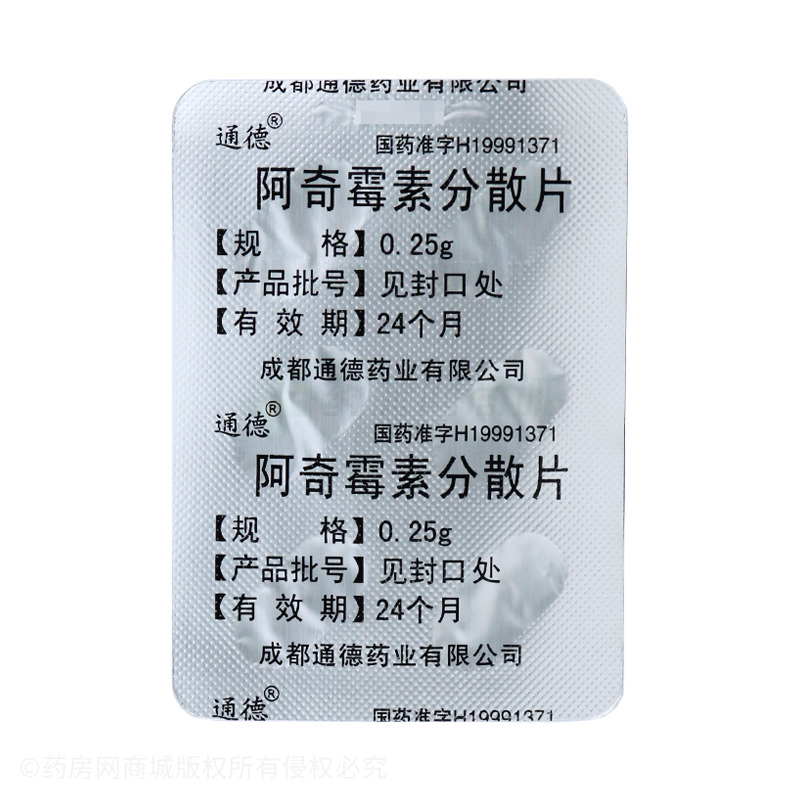 成都通德药业有限公司
通德®
国药准字H19991371
阿奇霉素分散片
【规 格】0.25g
【产品批号】见封口处
【有 效 期】24个月
成都通德药业有限公司
通德®
国药准字H19991371
阿奇霉素分散片
【规 格】0.25g
【产品批号】见封口处
【有 效 期】24个月
成都通德药业有限公司
通德®
国药准字H19991371
©药房网商城版权所有侵权必究